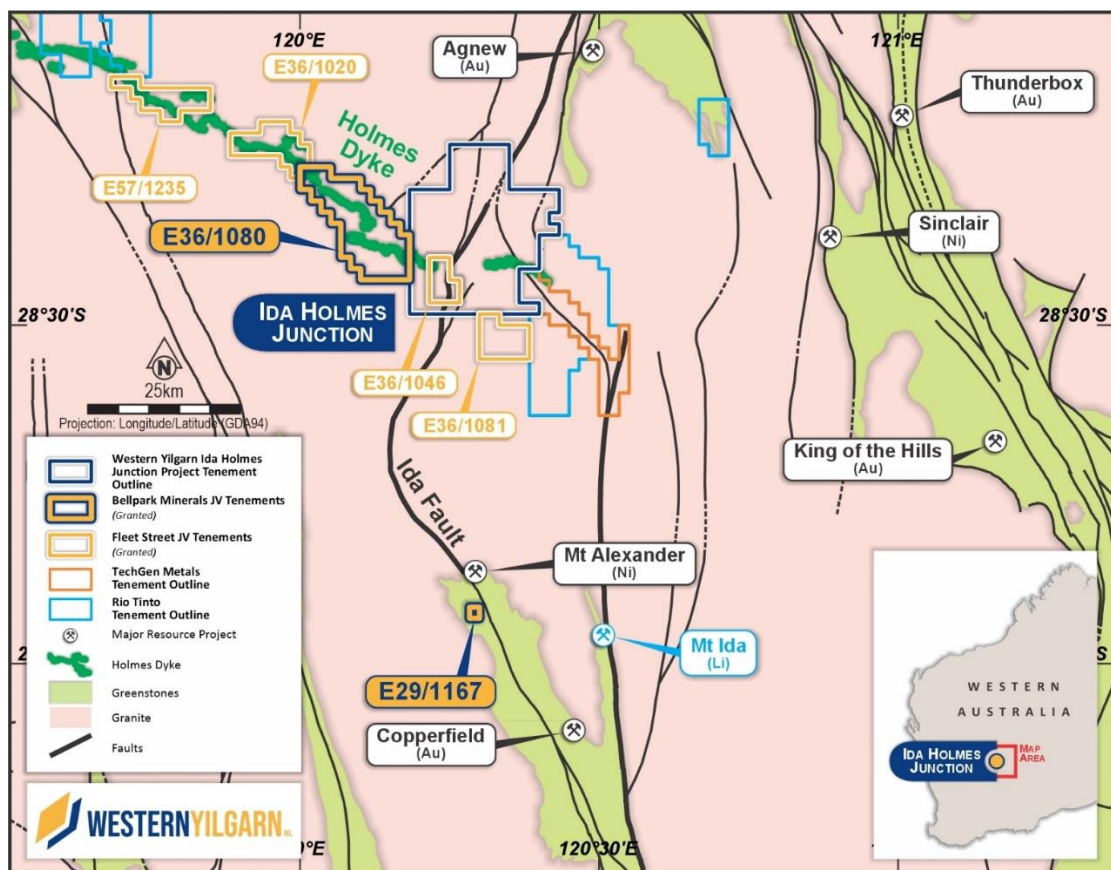 120°E
121°E
Agnew
(Au)
E36/1020
Thunderbox
(Au)
Holmes
Dyke
E57/1235
Sinclair
(Ni)
E36/1080
IDA HOLMES
JUNCTION
28°30'S
28°30'S
N
25km
Projection: Longitude/Latitude (GDA94)
E36/1046
E36/1081
King of the Hills
(Au)
Ida Fault
Western Yilgarn Ida Holmes
Junction Project Tenement
Outline
Bellpark Minerals JV Tenements
(Granted)
Fleet Street JV Tenements
(Granted)
TechGen Metals
Tenement Outline
Rio Tinto
Tenement Outline
Major Resource Project
Holmes Dyke
Greenstones
Granite
Faults
Mt Alexander
(Ni)
Mt Ida
(Li)
E29/1167
Copperfield
(Au)
WESTERN
AUSTRALIA
IDA HOLMES
JUNCTION
MAP
AREA
WESTERNYILGARN NL
120°30'E